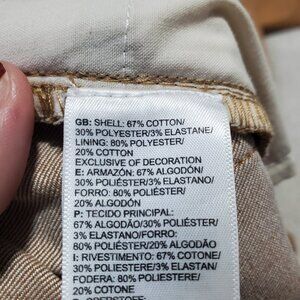 GB: SHELL: 67% COTTON/
30% POLYESTER/3% ELASTANE/
LINING: 80% POLYESTER/
20% COTTON
EXCLUSIVE OF DECORATION
E: ARMAZÓN: 67% ALGODÓN/
30% POLIÉSTER/3% ELASTANO/
FORRO: 80% POLIÉSTER/
20% ALGODÓN
P: TECIDO PRINCIPAL:
67% ALGODÃO/30% POLIÉSTER/
3% ELASTANO/FORRO:
80% POLIÉSTER/20% ALGODÃO
I: RIVESTIMENTO: 67% COTONE/
30% POLIESTERE/3% ELASTAN/
FODERA: 80% POLIESTERE/
20% COTONE